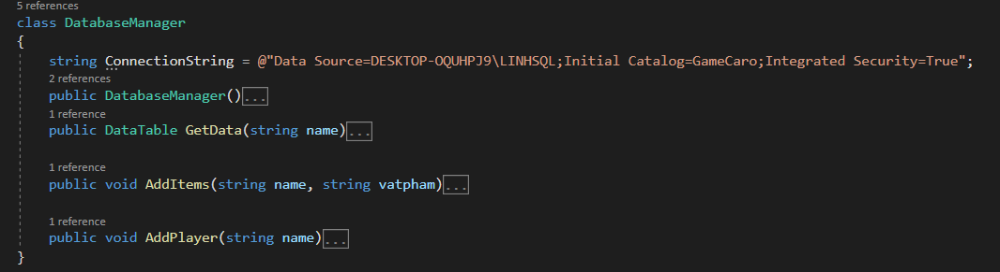 5 references
class DatabaseManager
{
string ConnectionString = @"Data Source=DESKTOP-OQUHPJ9\LINHSQL;Initial Catalog=GameCaro;Integrated Security=True";
2 references
public DatabaseManager()...
1 reference
public DataTable GetData(string name)...
1 reference
public void AddItems(string name, string vatpham)...
1 reference
public void AddPlayer(string name)...
}